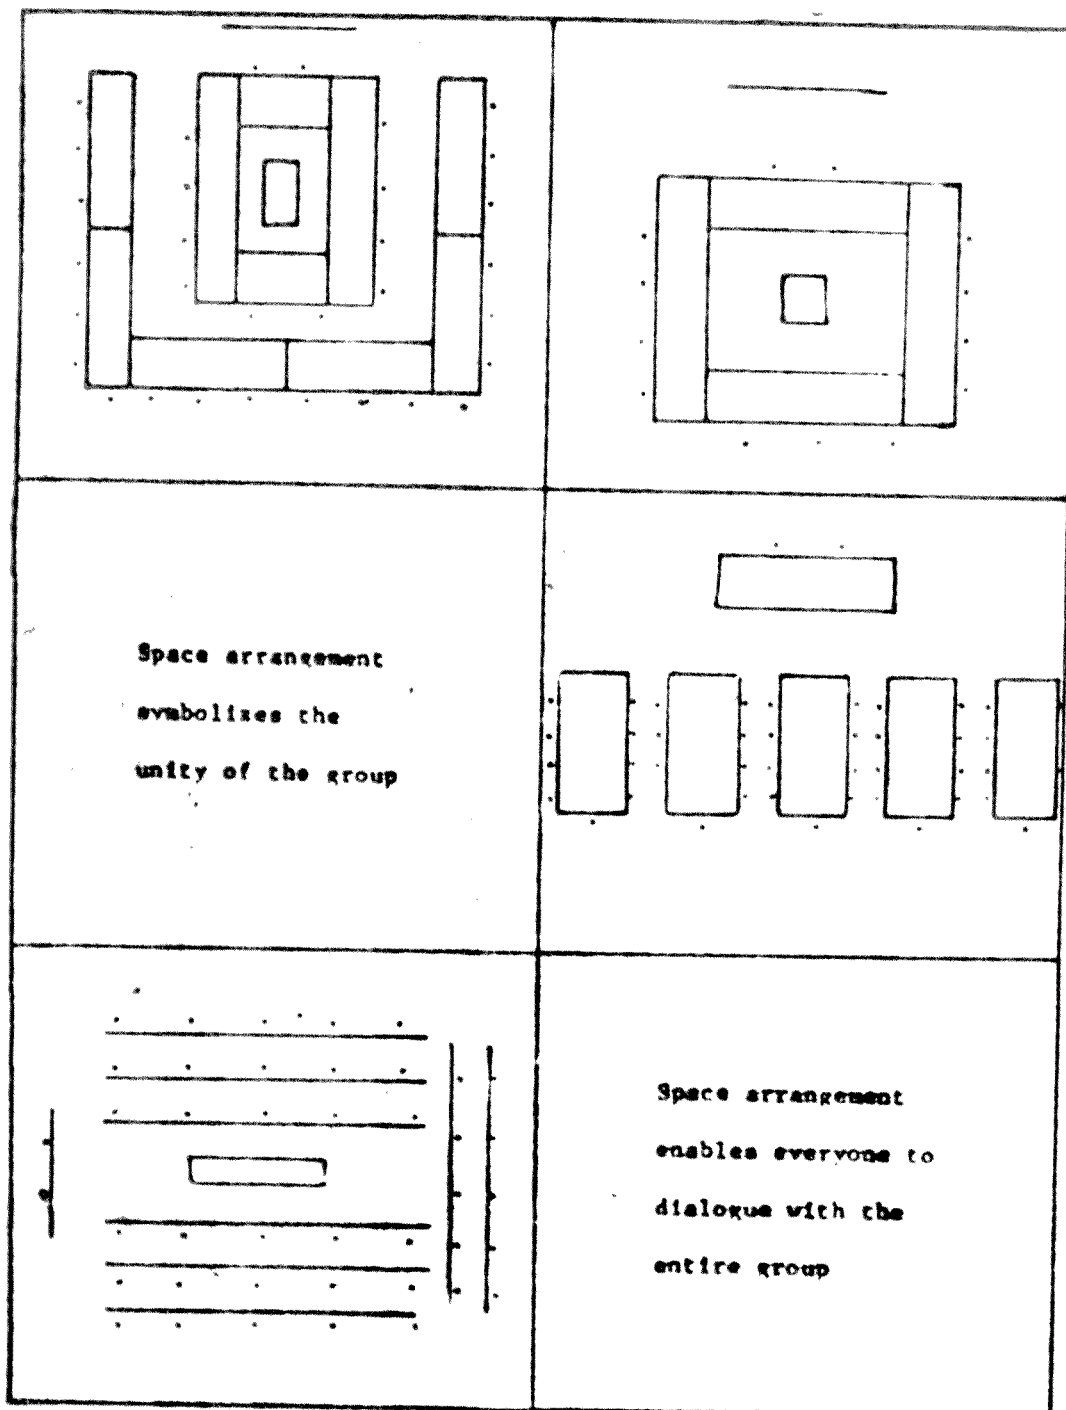 Space arrangement
symbolizes the
unity of the group
Space arrangement
enables everyone to
dialogue with the
entire group